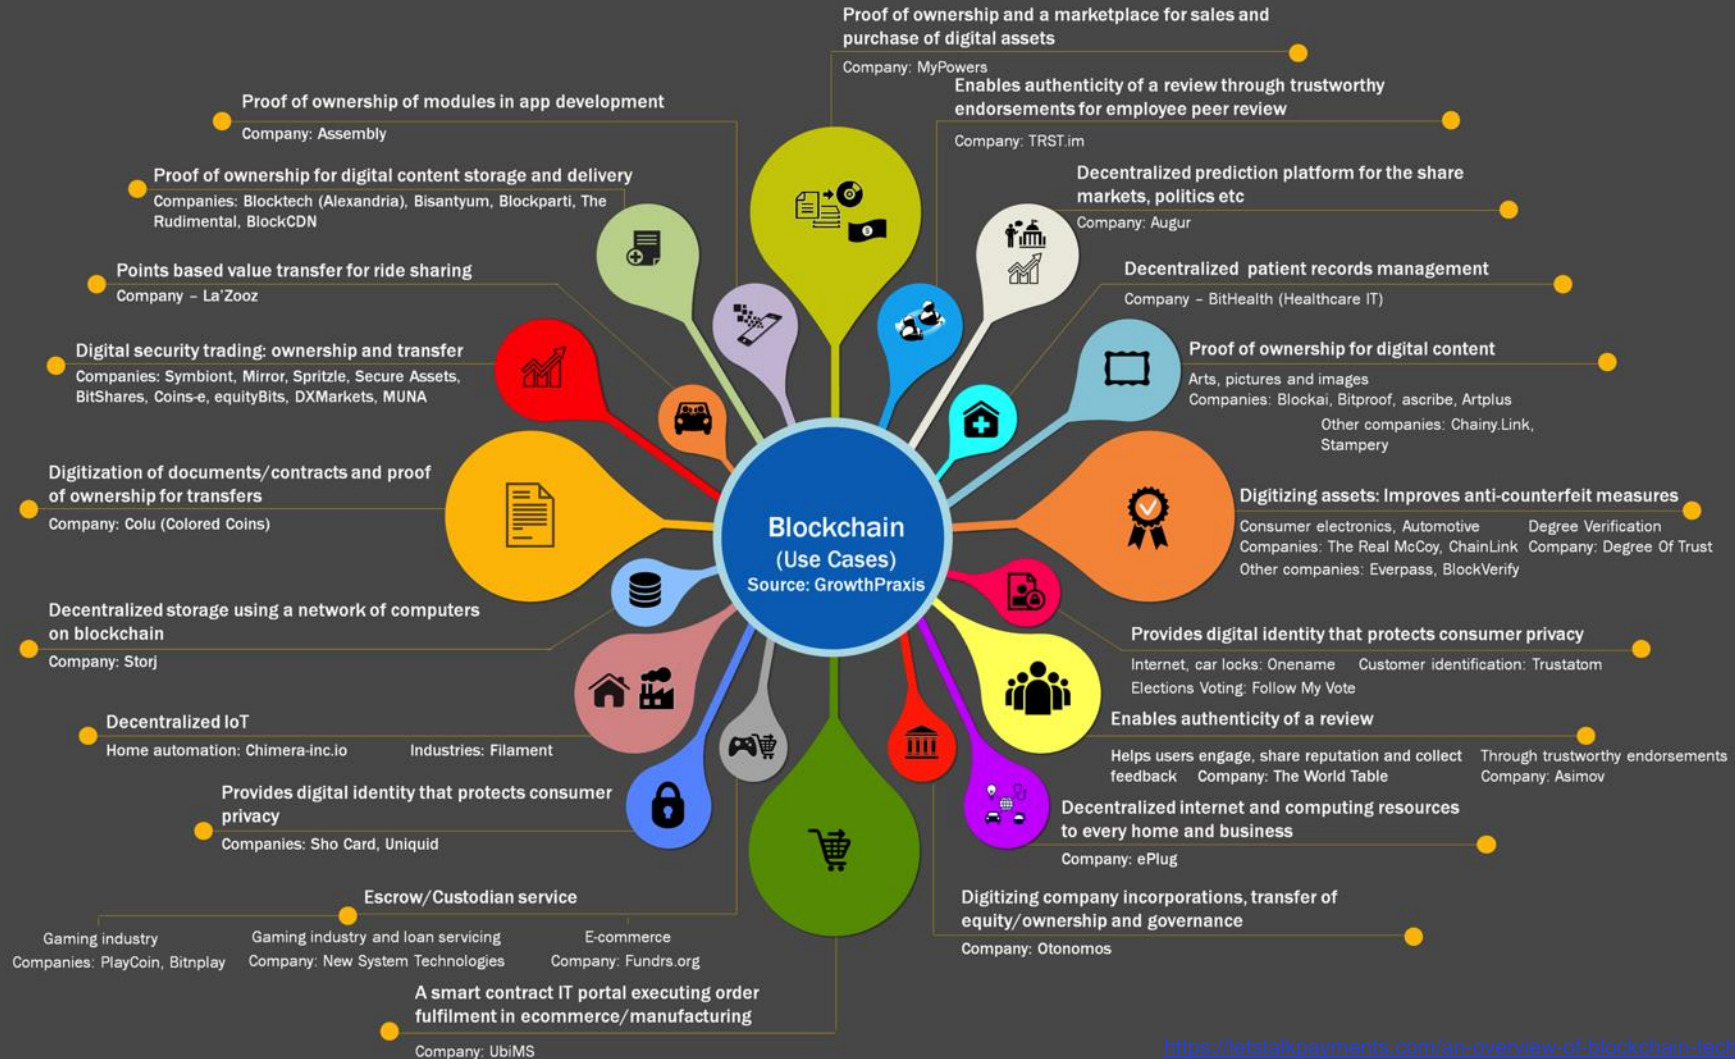 Proof of ownership and a marketplace for sales and
purchase of digital assets
Company: MyPowers
Enables authenticity of a review through trustworthy
endorsements for employee peer review
Company: TRST.im
Decentralized prediction platform for the share
markets, politics etc
Company: Augur
Decentralized patient records management
Company – BitHealth (Healthcare IT)
Proof of ownership for digital content
Arts, pictures and images
Companies: Blockai, Bitproof, ascribe, Artplus
Other companies: Chainy.Link,
Stampery
Digitizing assets: Improves anti-counterfeit measures
Consumer electronics, Automotive
Companies: The Real McCoy, ChainLink
Degree Verification
Company: Degree Of Trust
Other companies: Everpass, BlockVerify
Provides digital identity that protects consumer privacy
Internet, car locks: Onename
Customer identification: Trustatom
Elections Voting: Follow My Vote
Enables authenticity of a review
Helps users engage, share reputation and collect
feedback Company: The World Table
Through trustworthy endorsements
Company: Asimov
Decentralized internet and computing resources
to every home and business
Company: ePlug
Digitizing company incorporations, transfer of
equity/ownership and governance
Company: Otonomos
Proof of ownership of modules in app development
Company: Assembly
Proof of ownership for digital content storage and delivery
Companies: Blocktech (Alexandria), Bisantyum, Blockparti, The
Rudimental, BlockCDN
Points based value transfer for ride sharing
Company – La'Zooz
Digital security trading: ownership and transfer
Companies: Symbiont, Mirror, Spritzle, Secure Assets,
BitShares, Coins-e, equityBits, DXMarkets, MUNA
Digitization of documents/contracts and proof
of ownership for transfers
Company: Colu (Colored Coins)
Decentralized storage using a network of computers
on blockchain
Company: Storj
Decentralized IoT
Home automation: Chimera-inc.io
Industries: Filament
Provides digital identity that protects consumer
privacy
Companies: Sho Card, Uniquid
Escrow/Custodian service
Gaming industry
Companies: PlayCoin, Bitnplay
Gaming industry and loan servicing
Company: New System Technologies
E-commerce
Company: Fundrs.org
A smart contract IT portal executing order
fulfilment in ecommerce/manufacturing
Company: UbiMS
Blockchain
(Use Cases)
Source: GrowthPraxis
https://letstalkpayments.com/an-overview-of-blockchain-tech